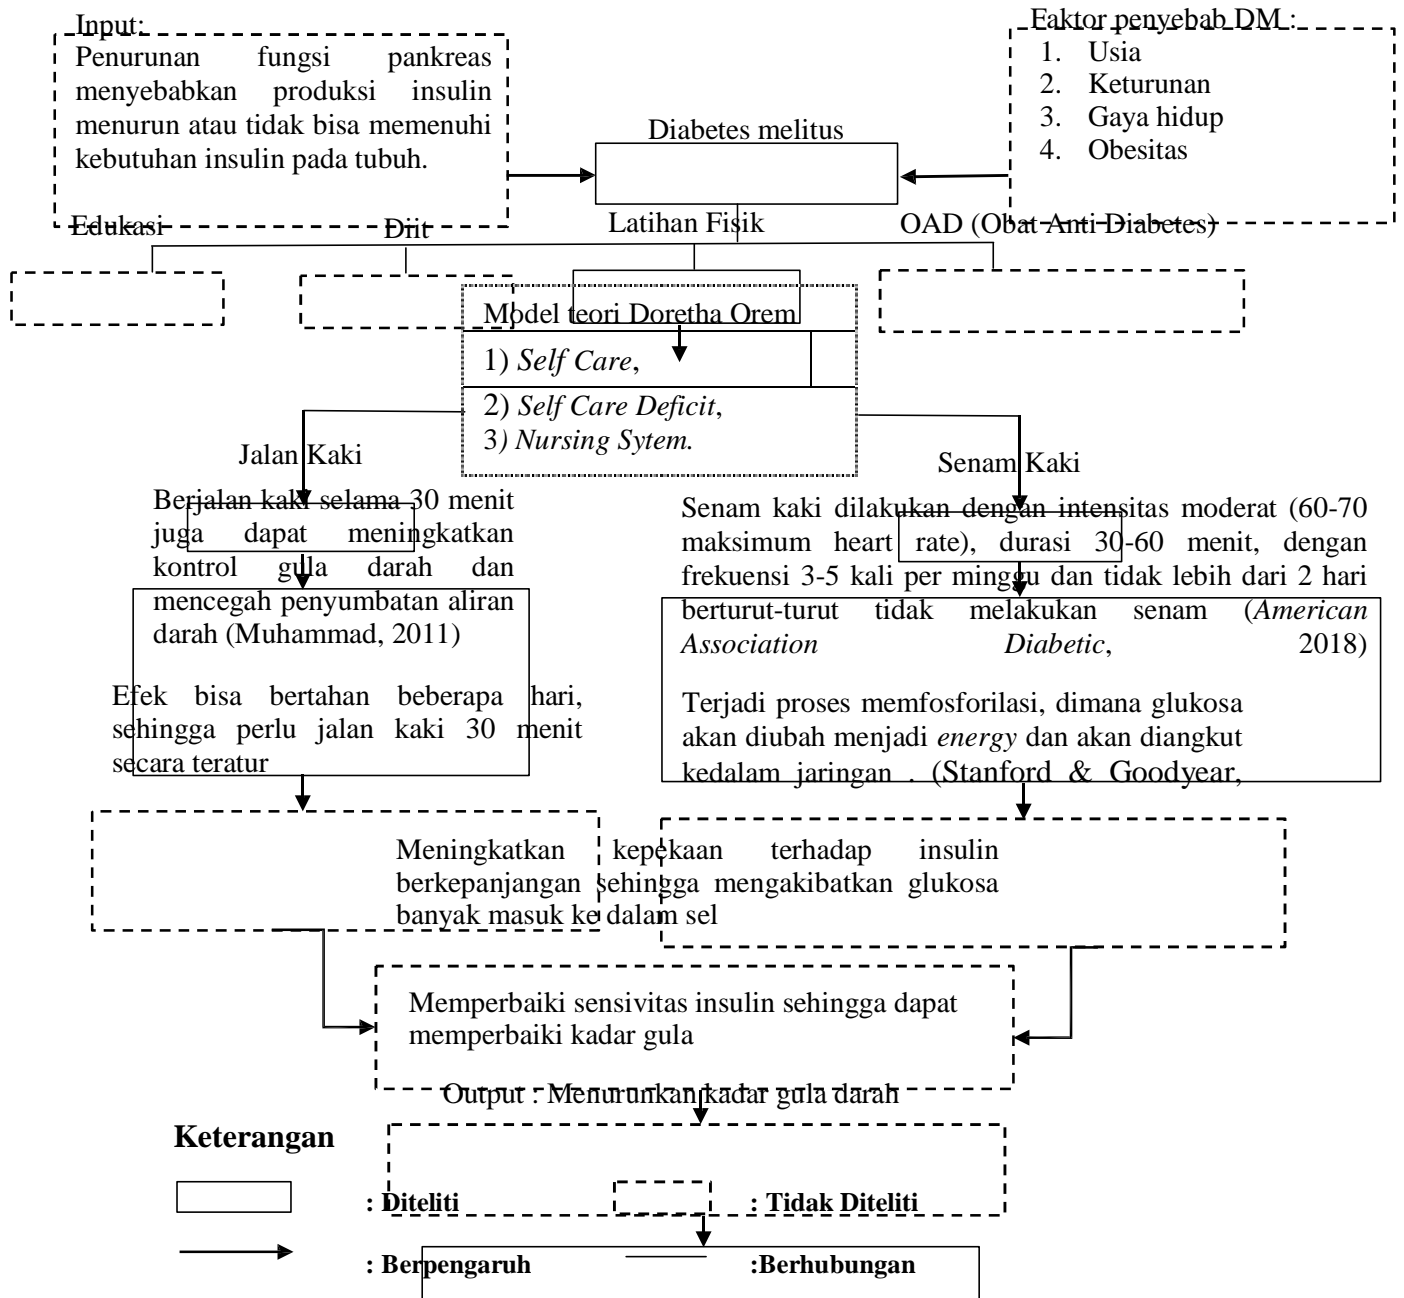 Input:
Penurunan fungsi pankreas
menyebabkan produksi insulin
menurun atau tidak bisa memenuhi
kebutuhan insulin pada tubuh.
Faktor penyebab DM :
1. Usia
2. Keturunan
3. Gaya hidup
4. Obesitas
Diabetes melitus
Edukasi
Diit
Latihan Fisik
OAD (Obat Anti Diabetes)
Model teori Doretha Orem
1) Self Care,
2) Self Care Deficit,
3) Nursing Sytem.
Jalan Kaki
Berjalan kaki selama 30 menit
juga dapat meningkatkan
kontrol gula darah dan
mencegah penyumbatan aliran
darah (Muhammad, 2011)
Efek bisa bertahan beberapa hari,
sehingga perlu jalan kaki 30 menit
secara teratur
Senam Kaki
Senam kaki dilakukan dengan intensitas moderat (60-70
maksimum heart rate), durasi 30-60 menit, dengan
frekuensi 3-5 kali per minggu dan tidak lebih dari 2 hari
berturut-turut tidak melakukan senam (American
Association Diabetic, 2018)
Terjadi proses memfosforilasi, dimana glukosa
akan diubah menjadi energy dan akan diangkut
kedalam jaringan . (Stanford & Goodyear,
Meningkatkan kepekaan terhadap insulin
berkepanjangan sehingga mengakibatkan glukosa
banyak masuk ke dalam sel
Memperbaiki sensivitas insulin sehingga dapat
memperbaiki kadar gula
Output : Menurunkan kadar gula darah
Keterangan
: Diteliti
: Tidak Diteliti
: Berpengaruh
:Berhubungan